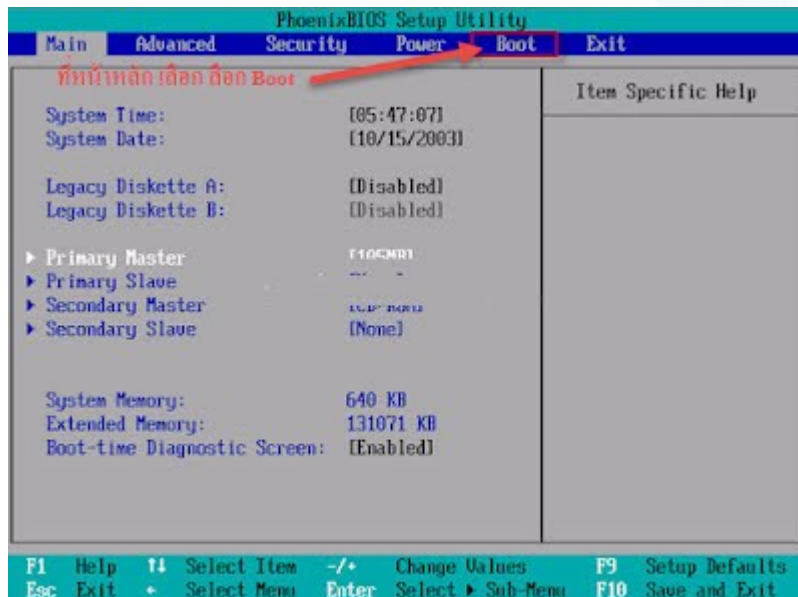 PhoenixBIOS Setup Utility
Main Advanced Security Power Boot Exit
ที่หน้าหลัก เลือก ลือก Boot
Item Specific Help
System Time: [05:47:07]
System Date: [10/15/2003]
Legacy Diskette A: [Disabled]
Legacy Diskette B: [Disabled]
Primary Master
Primary Slave
Secondary Master
Secondary Slave [None]
System Memory: 640 KB
Extended Memory: 131071 KB
Boot-time Diagnostic Screen: [Enabled]
F1 Help ↑↓ Select Item -/+ Change Values F9 Setup Defaults
Esc Exit ← Select Menu Enter Select ▸ Sub-Menu F10 Save and Exit